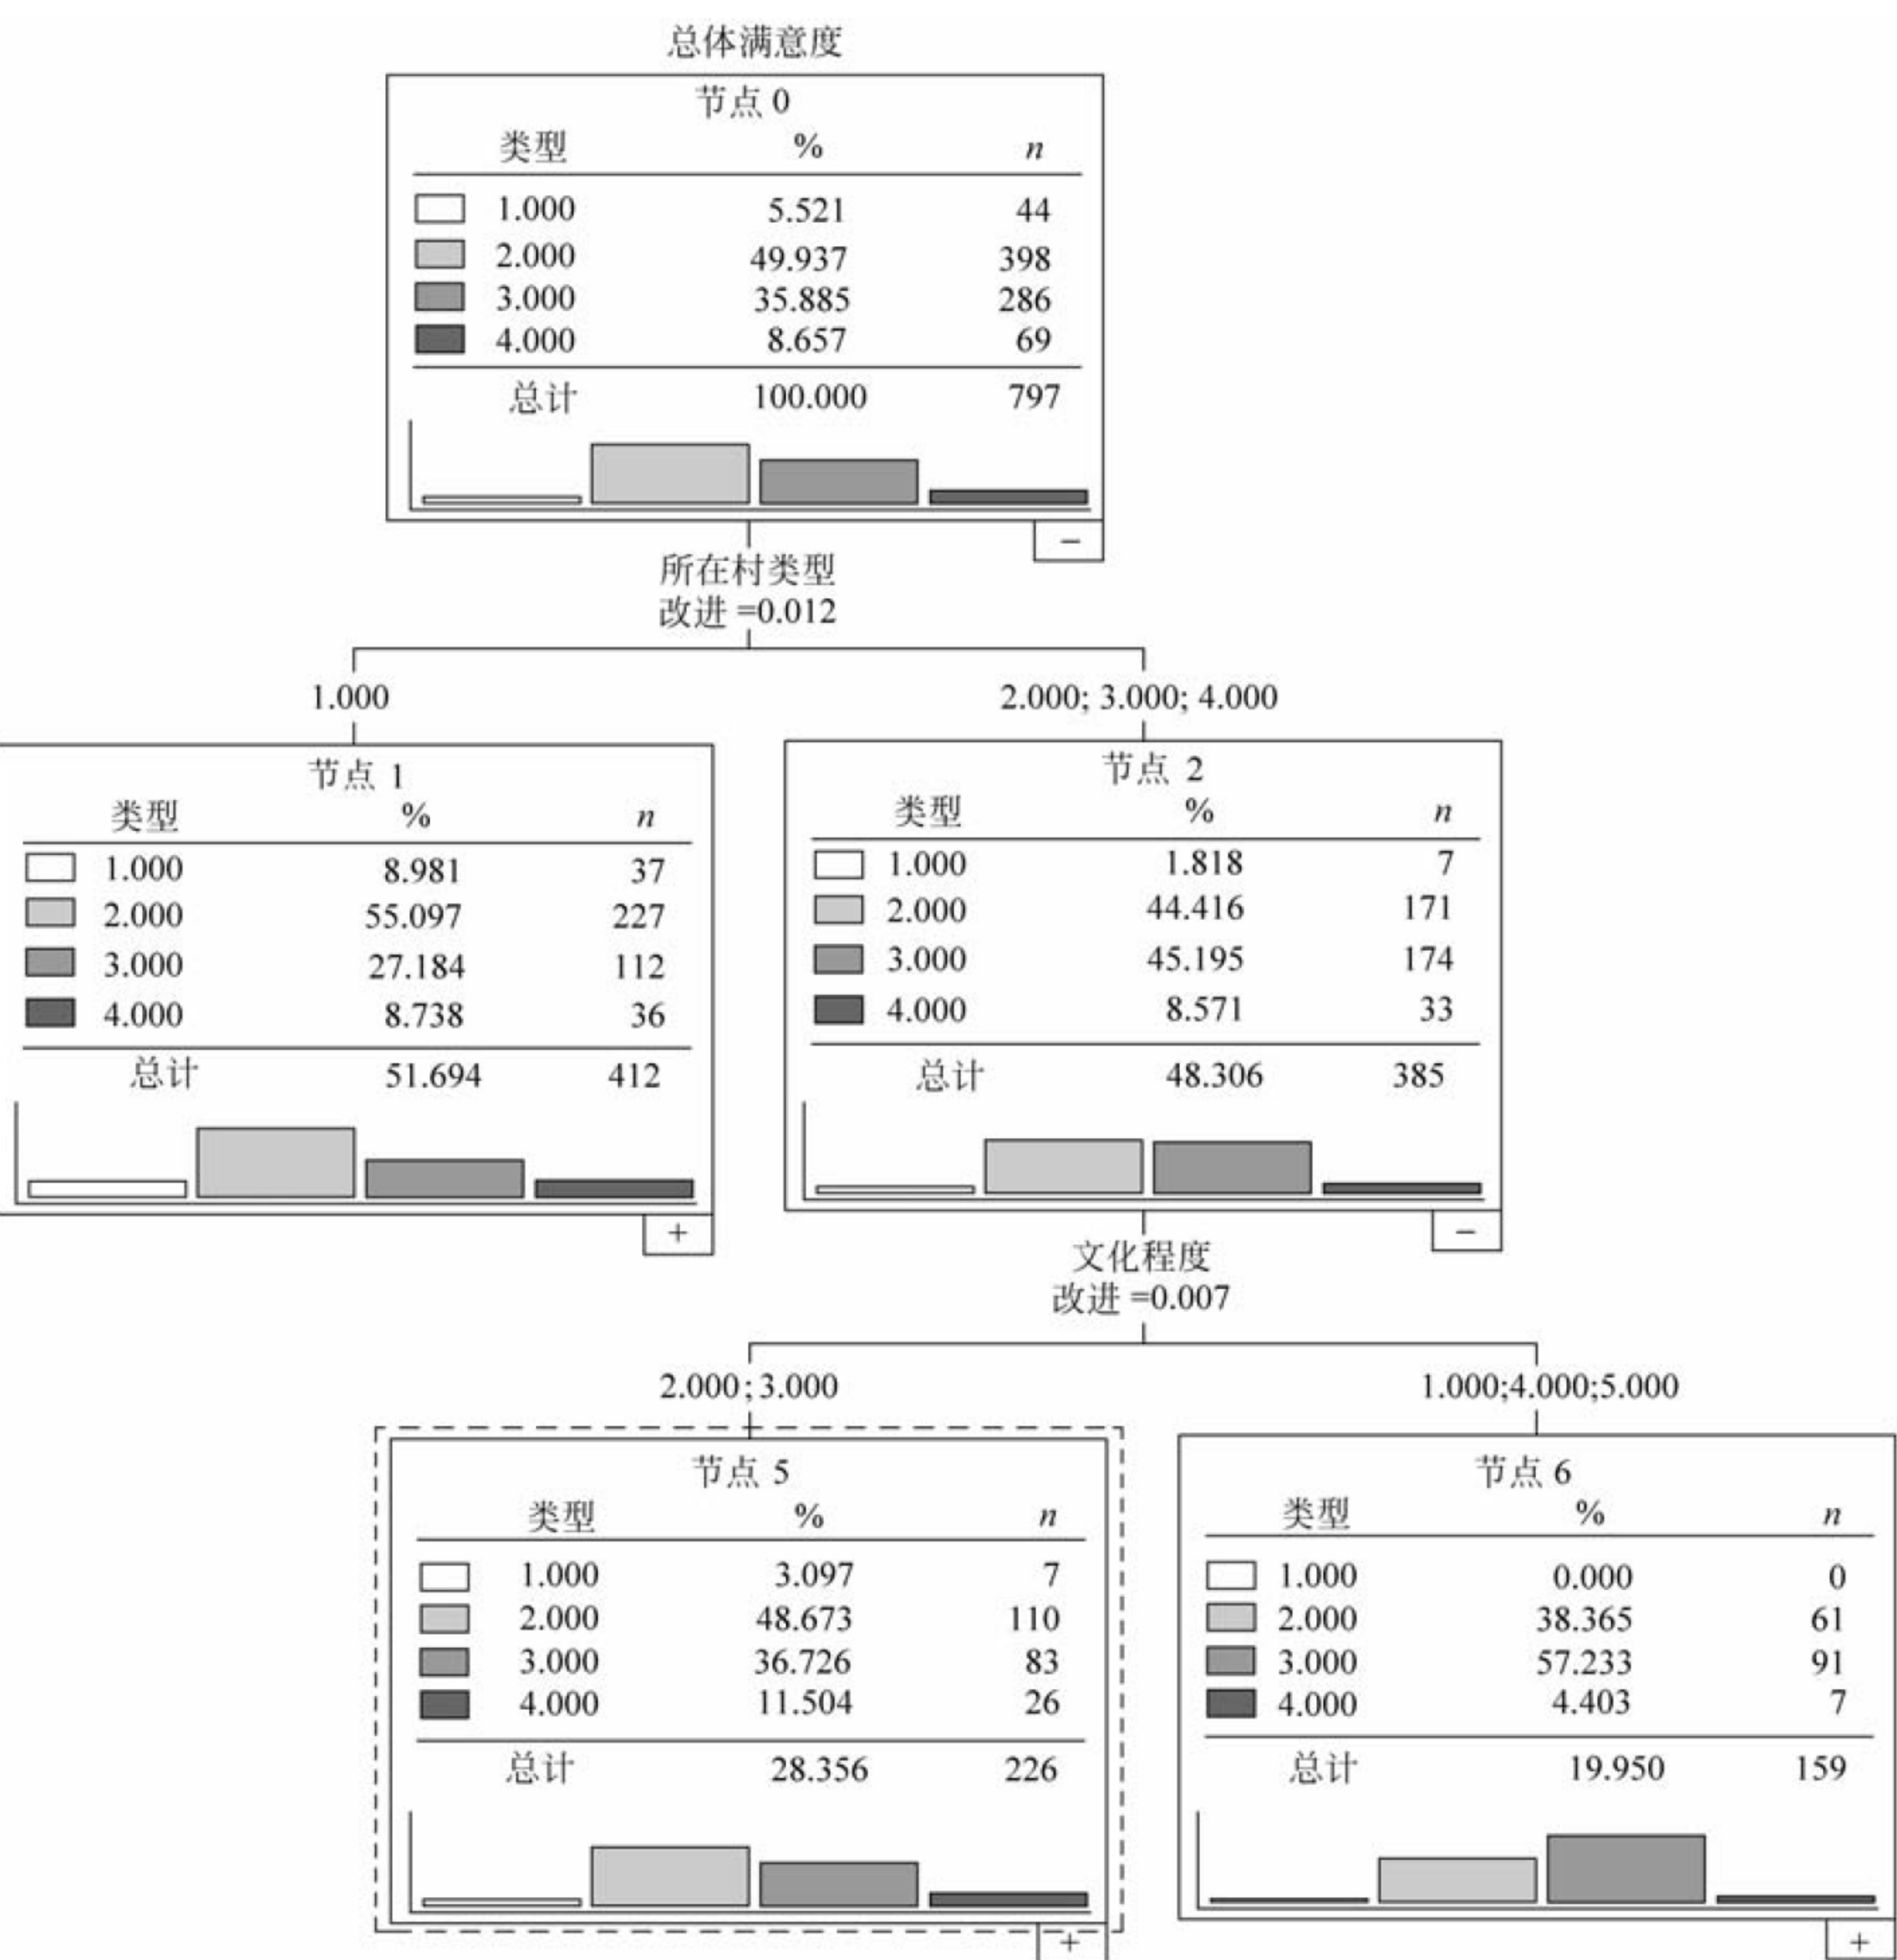 总体满意度
节点 0
类型 % n
1.000 5.521 44
2.000 49.937 398
3.000 35.885 286
4.000 8.657 69
总计 100.000 797
−
所在村类型
改进 =0.012
1.000
2.000; 3.000; 4.000
节点 1
类型 % n
1.000 8.981 37
2.000 55.097 227
3.000 27.184 112
4.000 8.738 36
总计 51.694 412
+
节点 2
类型 % n
1.000 1.818 7
2.000 44.416 171
3.000 45.195 174
4.000 8.571 33
总计 48.306 385
−
文化程度
改进 =0.007
2.000;3.000
1.000;4.000;5.000
节点 5
类型 % n
1.000 3.097 7
2.000 48.673 110
3.000 36.726 83
4.000 11.504 26
总计 28.356 226
+
节点 6
类型 % n
1.000 0.000 0
2.000 38.365 61
3.000 57.233 91
4.000 4.403 7
总计 19.950 159
+